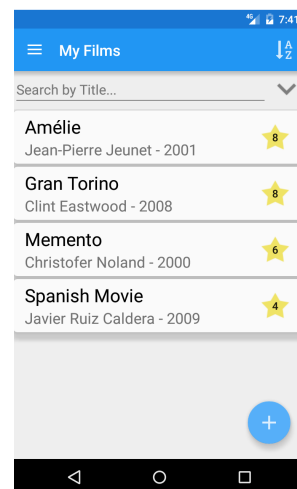 4G 7:41
My Films
A
Z
Search by Title...
Amélie
Jean-Pierre Jeunet - 2001
8
Gran Torino
Clint Eastwood - 2008
8
Memento
Christofer Noland - 2000
6
Spanish Movie
Javier Ruiz Caldera - 2009
4
+